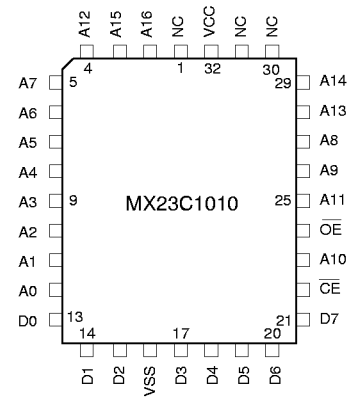 A12 A15 A16 NC VCC NC NC
4 1 32 30
A7 5 29 A14
A6 A13
A5 A8
A4 A9
A3 9 MX23C1010 25 A11
A2 OE
A1 A10
A0 CE
D0 13 21 D7
14 17 20
D1 D2 VSS D3 D4 D5 D6